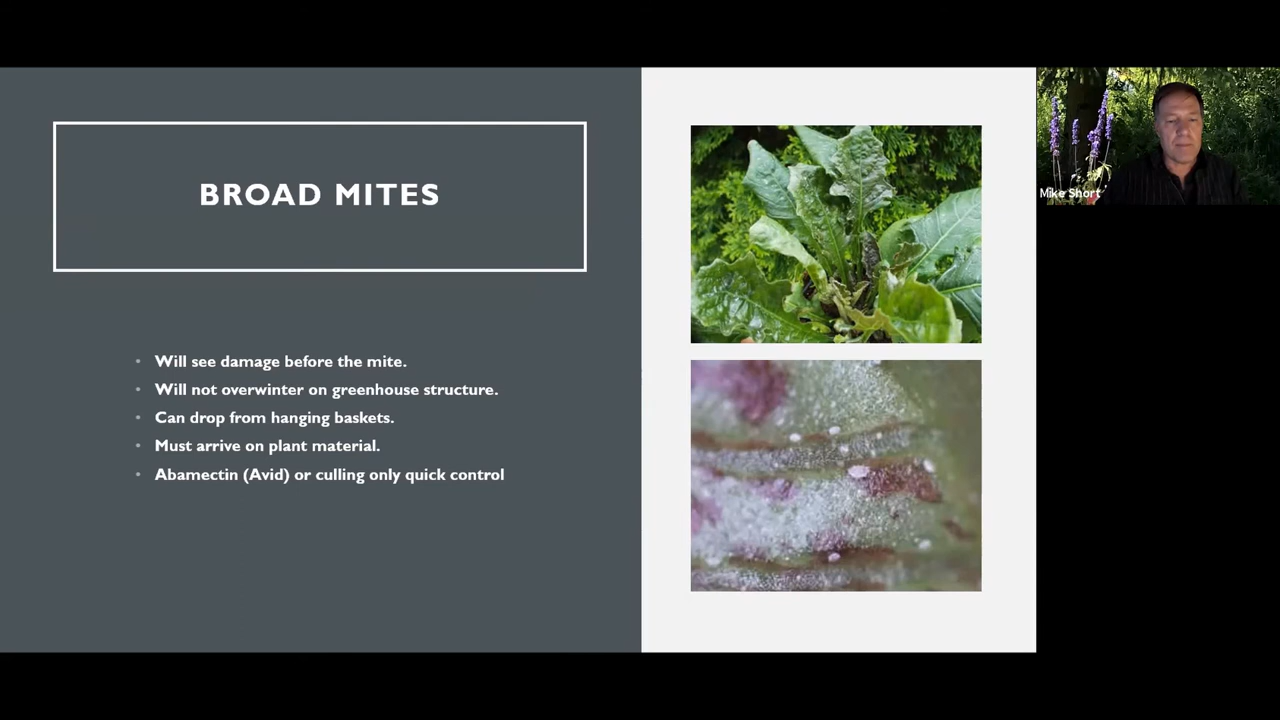 BROAD MITES
• Will see damage before the mite.
• Will not overwinter on greenhouse structure.
• Can drop from hanging baskets.
• Must arrive on plant material.
• Abamectin (Avid) or culling only quick control
Mike Short